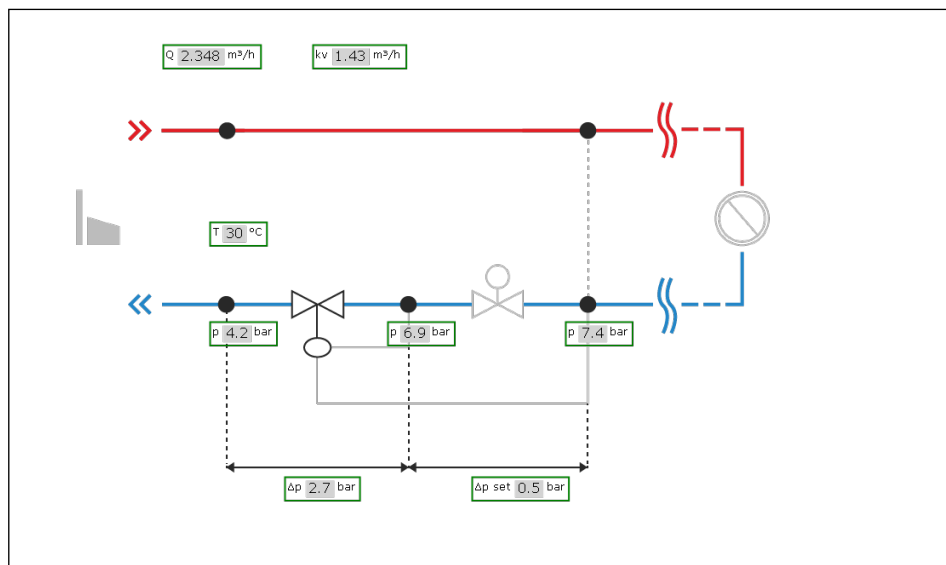 Q 2.348 m³/h kv 1.43 m³/h
T 30 °C
p 4.2 bar p 6.9 bar p 7.4 bar
Δp 2.7 bar Δp set 0.5 bar